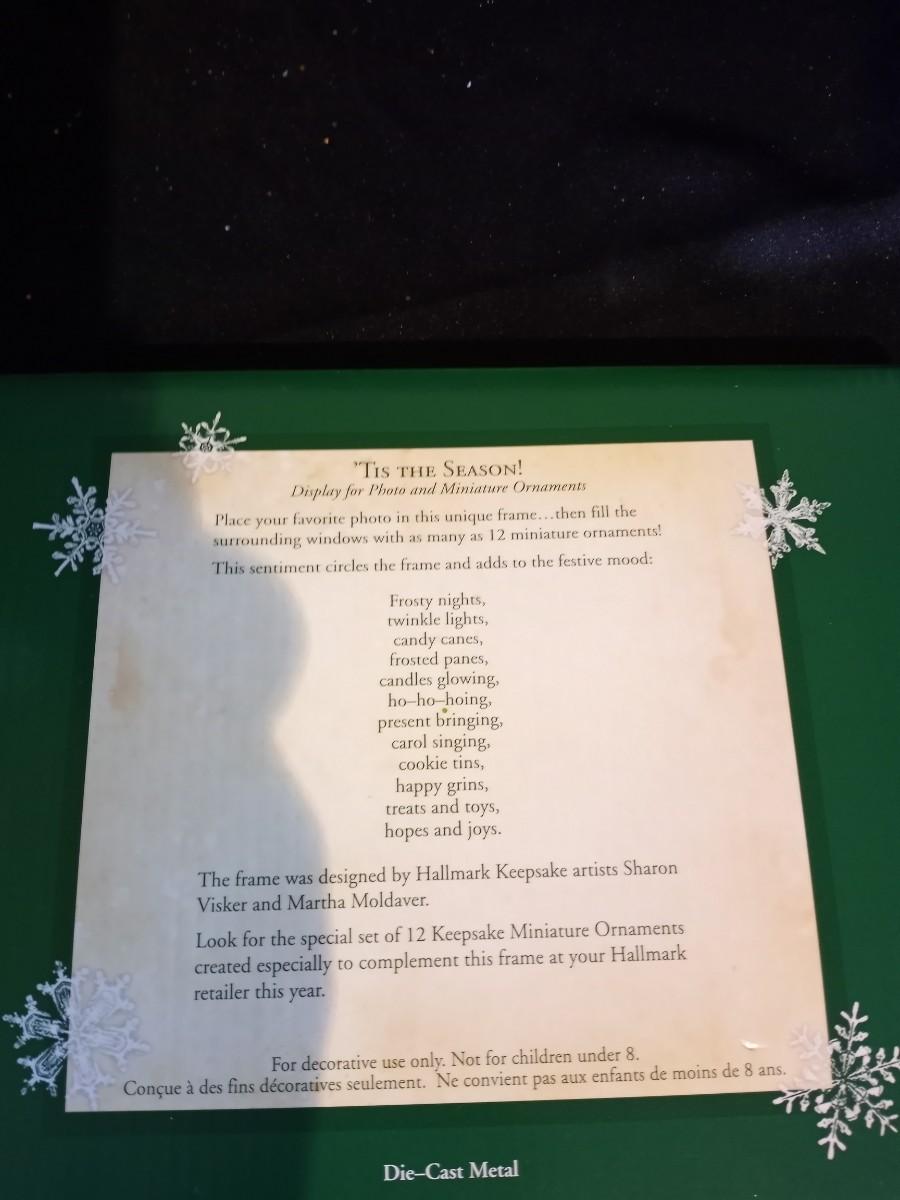 'Tis the Season!
Display for Photo and Miniature Ornaments
Place your favorite photo in this unique frame...then fill the
surrounding windows with as many as 12 miniature ornaments!
This sentiment circles the frame and adds to the festive mood:
Frosty nights,
twinkle lights,
candy canes,
frosted panes,
candles glowing,
ho–ho–hoing,
present bringing,
carol singing,
cookie tins,
happy grins,
treats and toys,
hopes and joys.
The frame was designed by Hallmark Keepsake artists Sharon
Visker and Martha Moldaver.
Look for the special set of 12 Keepsake Miniature Ornaments
created especially to complement this frame at your Hallmark
retailer this year.
For decorative use only. Not for children under 8.
Conçue à des fins décoratives seulement. Ne convient pas aux enfants de moins de 8 ans.
Die–Cast Metal